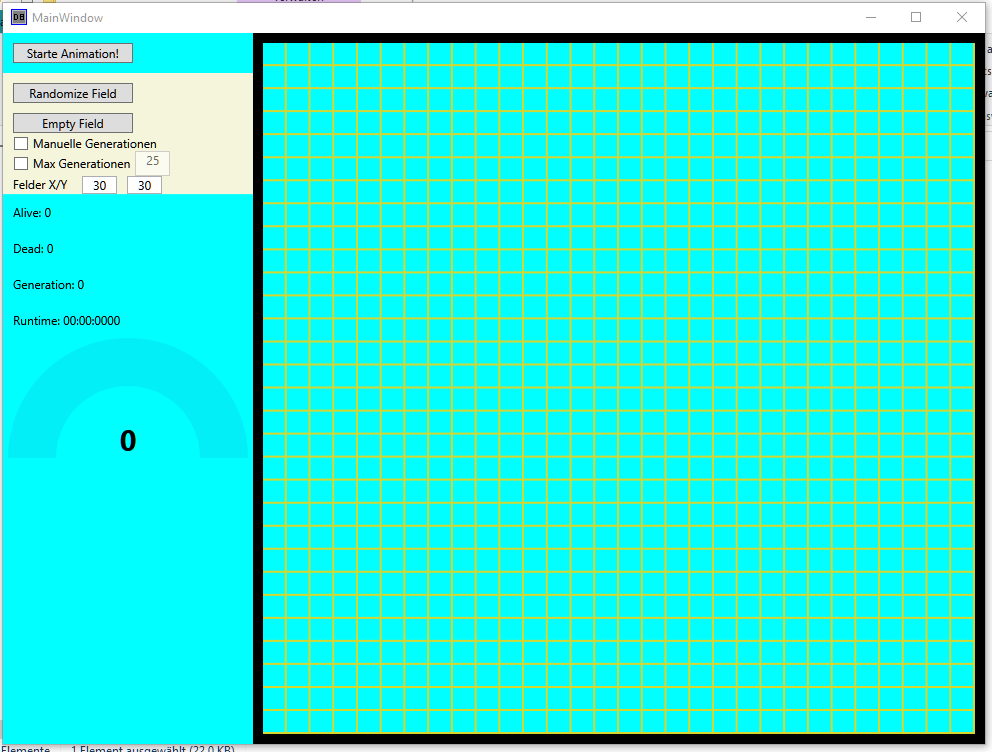 DB MainWindow
Starte Animation!
Randomize Field
Empty Field
Manuelle Generationen
Max Generationen 25
Felder X/Y 30 30
Alive: 0
Dead: 0
Generation: 0
Runtime: 00:00:0000
0
Elemente 1 Element ausgewählt (22,0 KB)